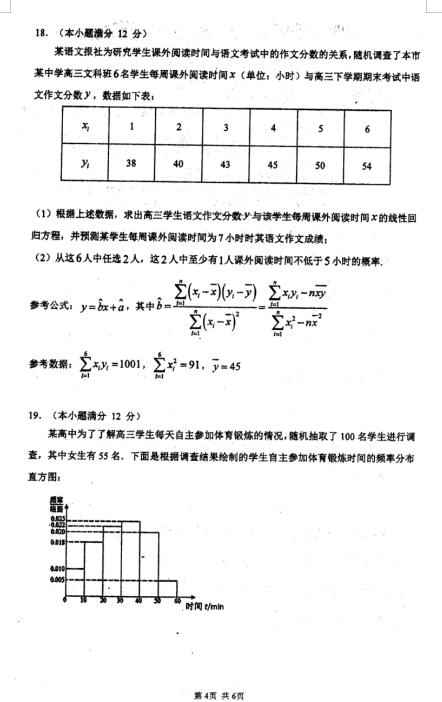 18. （本小题满分 12 分）
某语文报社为研究学生课外阅读时间与语文考试中的作文分数的关系，随机调查了本市
某中学高三文科班 6 名学生每周课外阅读时间 x（单位：小时）与高三下学期期末考试中语
文作文分数 y，数据如下表：
xᵢ 1 2 3 4 5 6
yᵢ 38 40 43 45 50 54
（1）根据上述数据，求出高三学生语文作文分数 y 与该学生每周课外阅读时间 x 的线性回
归方程，并预测某学生每周课外阅读时间为 7 小时时其语文作文成绩；
（2）从这 6 人中任选 2 人，这 2 人中至少有 1 人课外阅读时间不低于 5 小时的概率.
参考公式：y = b̂x + â，其中 b̂ = ∑ᵢ₌₁ⁿ(xᵢ − x̄)(yᵢ − ȳ) / ∑ᵢ₌₁ⁿ(xᵢ − x̄)² = (∑ᵢ₌₁ⁿxᵢyᵢ − nx̄ȳ) / (∑ᵢ₌₁ⁿxᵢ² − nx̄²)
参考数据：∑ᵢ₌₁⁶xᵢyᵢ = 1001，∑ᵢ₌₁⁶xᵢ² = 91，ȳ = 45
19. （本小题满分 12 分）
某高中为了了解高三学生每天自主参加体育锻炼的情况，随机抽取了 100 名学生进行调
查，其中女生有 55 名．下面是根据调查结果绘制的学生自主参加体育锻炼时间的频率分布
直方图：
频率
组距
0.025
0.022
0.020
0.018
0.010
0.005
0 10 20 30 40 50 60 时间 t/min
第 4页 共 6页